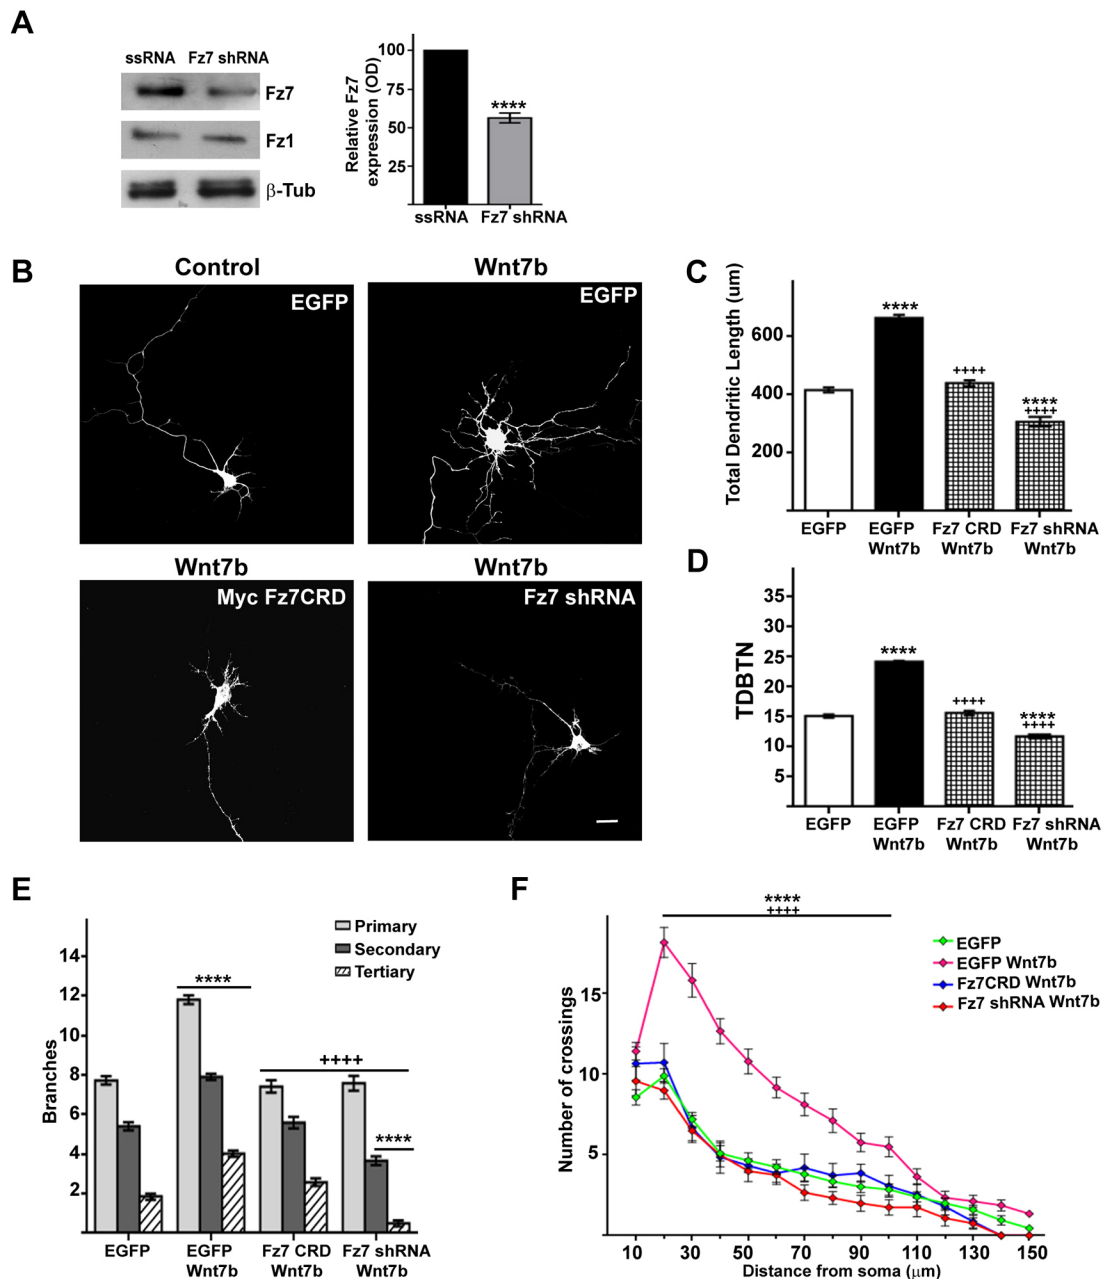 A
ssRNA Fz7 shRNA
Fz7
Fz1
β-Tub
Relative Fz7
expression (OD)
100
75
50
25
****
ssRNA Fz7 shRNA
B
Control
EGFP
Wnt7b
EGFP
Wnt7b
Myc Fz7CRD
Wnt7b
Fz7 shRNA
C
Total Dendritic Length (um)
600
400
200
****
++++
****
++++
EGFP
EGFP
Wnt7b
Fz7 CRD
Wnt7b
Fz7 shRNA
Wnt7b
D
TDBTN
35
30
25
20
15
10
5
****
++++
****
++++
EGFP
EGFP
Wnt7b
Fz7 CRD
Wnt7b
Fz7 shRNA
Wnt7b
E
Branches
14
12
10
8
6
4
2
Primary
Secondary
Tertiary
****
++++
****
EGFP
EGFP
Wnt7b
Fz7 CRD
Wnt7b
Fz7 shRNA
Wnt7b
F
Number of crossings
15
10
5
****
++++
EGFP
EGFP Wnt7b
Fz7CRD Wnt7b
Fz7 shRNA Wnt7b
10 30 50 70 90 110 130 150
Distance from soma (μm)